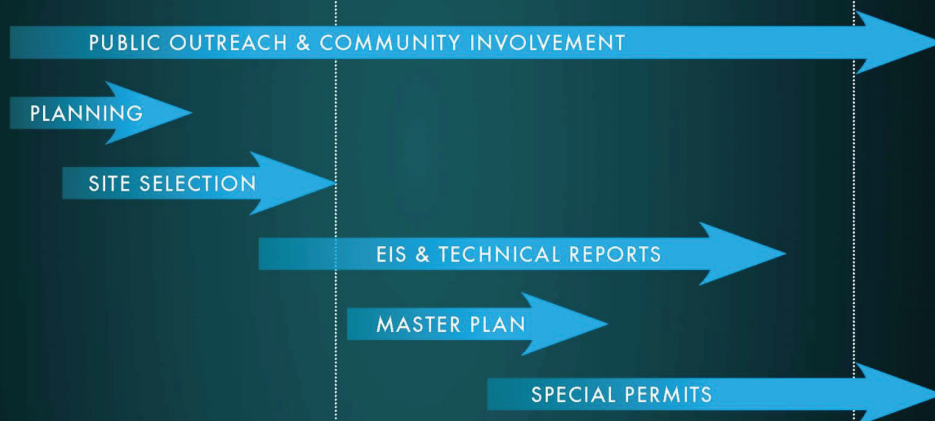 PUBLIC OUTREACH & COMMUNITY INVOLVEMENT
PLANNING
SITE SELECTION
EIS & TECHNICAL REPORTS
MASTER PLAN
SPECIAL PERMITS